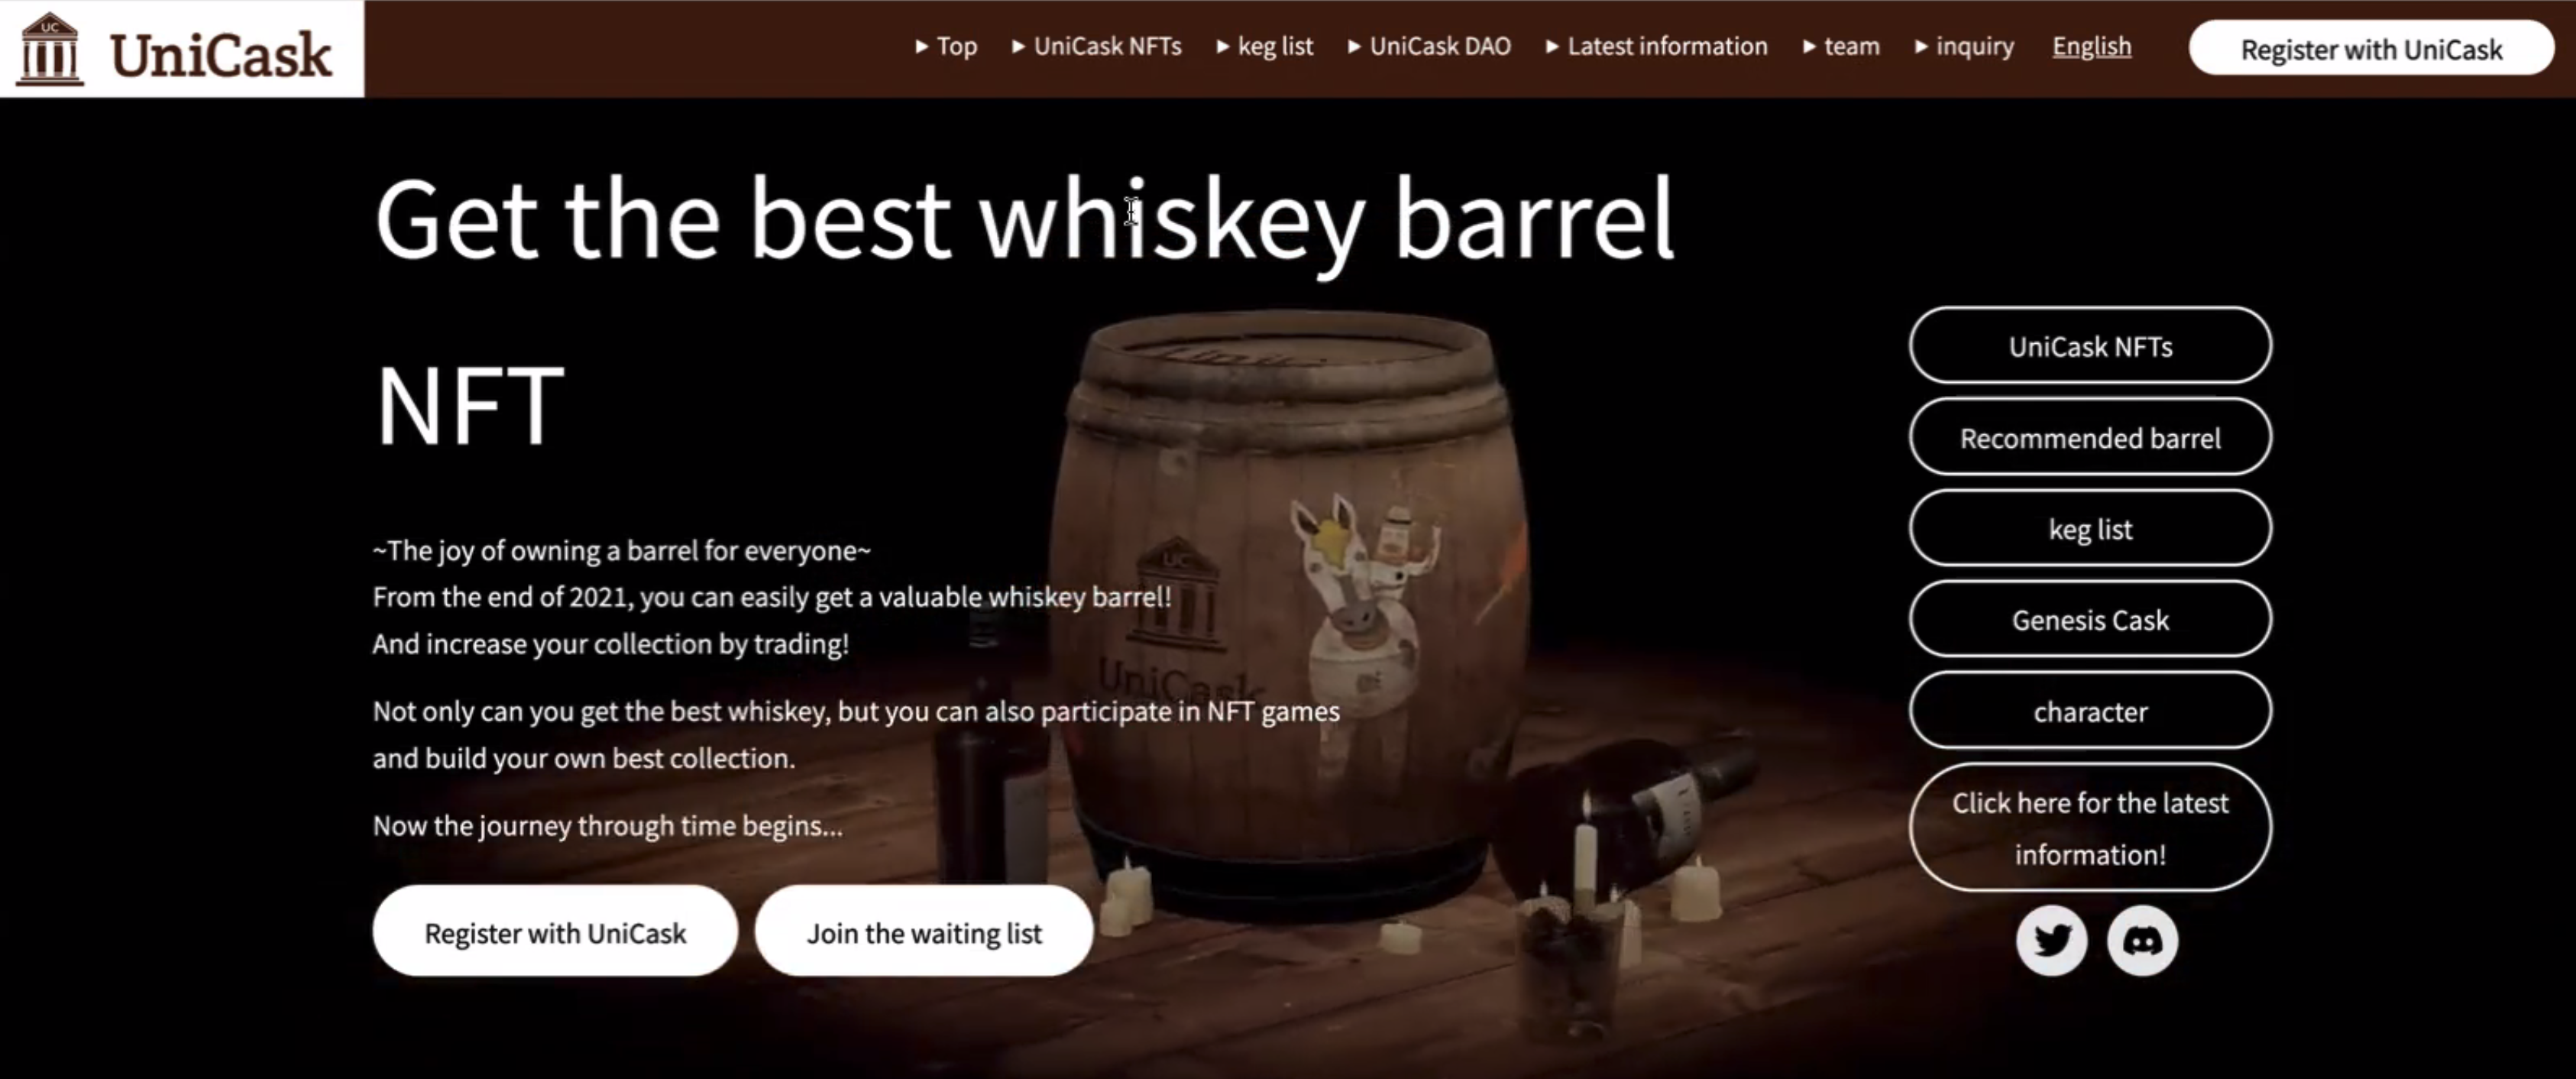 UC
UniCask
Top
UniCask NFTs
keg list
UniCask DAO
Latest information
team
inquiry
English
Register with UniCask
Get the best whiskey barrel
NFT
~The joy of owning a barrel for everyone~
From the end of 2021, you can easily get a valuable whiskey barrel!
And increase your collection by trading!
Not only can you get the best whiskey, but you can also participate in NFT games
and build your own best collection.
Now the journey through time begins...
Register with UniCask
Join the waiting list
UC
UniCask
UniCask NFTs
Recommended barrel
keg list
Genesis Cask
character
Click here for the latest
information!